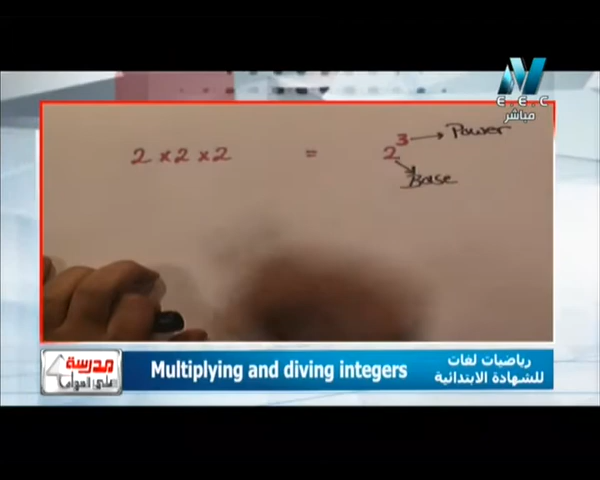 E.E.C
مباشر
2 × 2 × 2 = 2³ → Power
Base
مدرسة
على الهواء
Multiplying and diving integers
رياضيات لغات
للشهادة الابتدائية